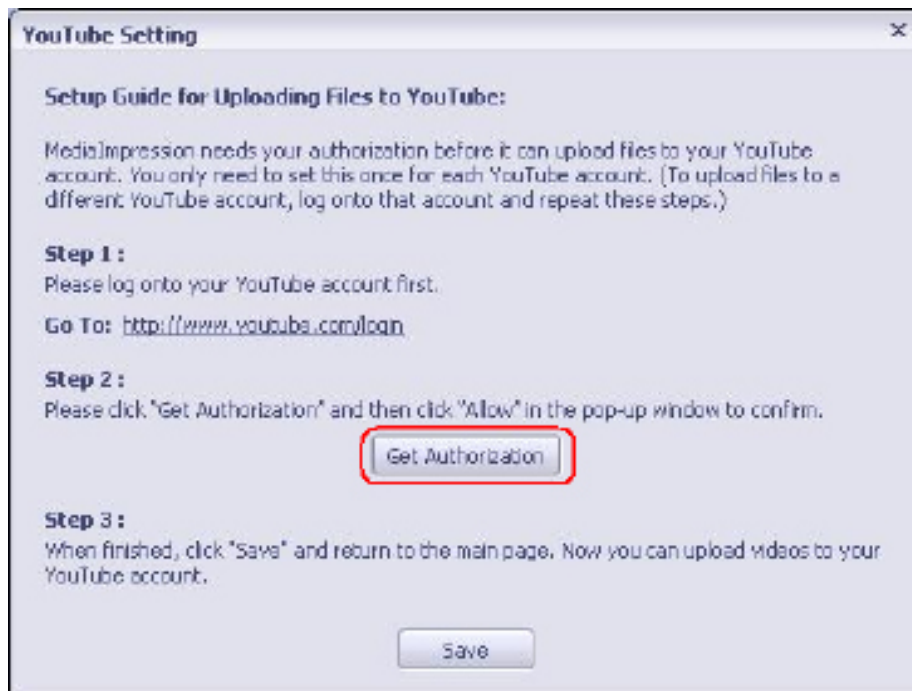 YouTube Setting
Setup Guide for Uploading Files to YouTube:
MediaImpression needs your authorization before it can upload files to your YouTube
account. You only need to set this once for each YouTube account. (To upload files to a
different YouTube account, log onto that account and repeat these steps.)
Step 1 :
Please log onto your YouTube account first.
Go To: http://www.youtube.com/login
Step 2 :
Please click "Get Authorization" and then click "Allow" in the pop-up window to confirm.
Get Authorization
Step 3 :
When finished, click "Save" and return to the main page. Now you can upload videos to your
YouTube account.
Save